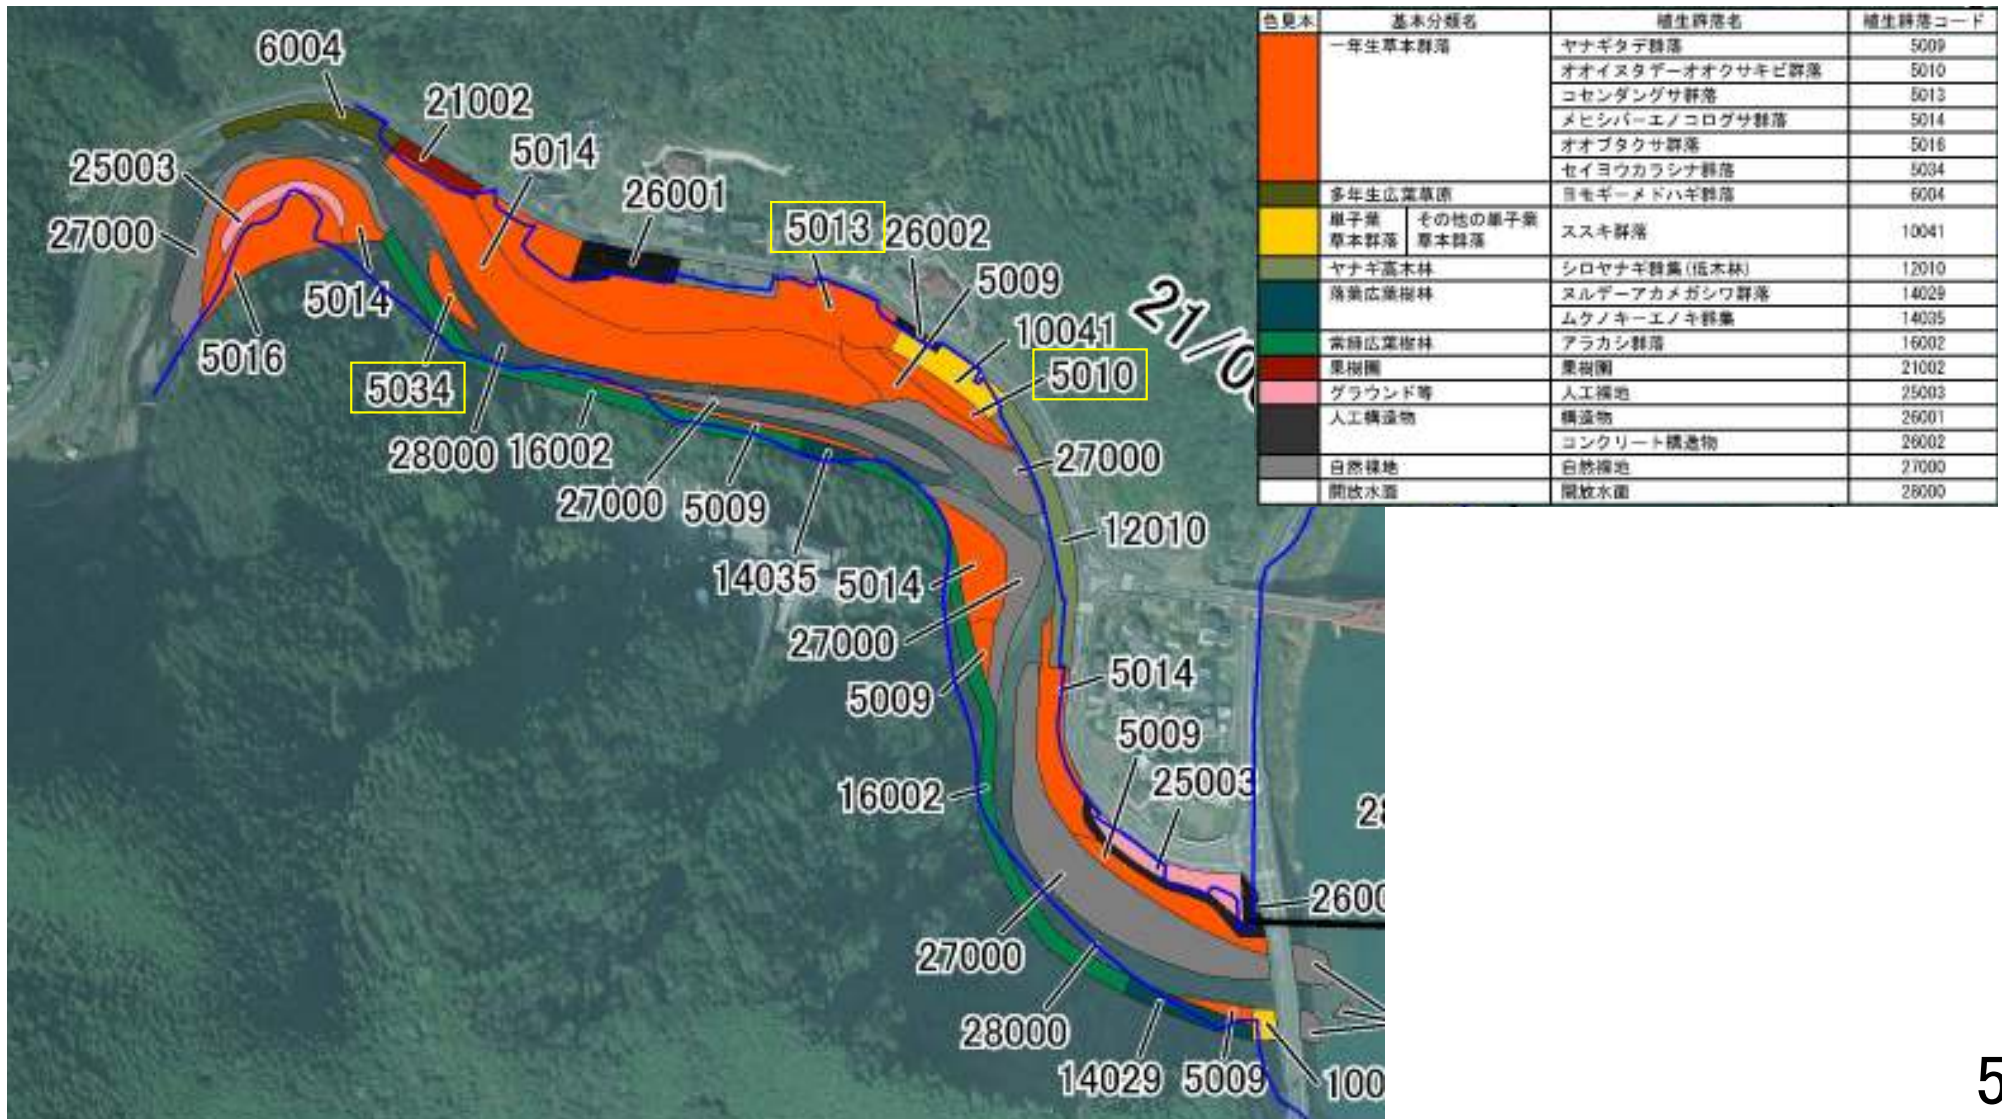 色見本 基本分類名 植生群落名 植生群落コード
一年生草本群落 ヤナギタデ群落 5009
オオイヌタデーオオクサキビ群落 5010
コセンダングサ群落 5013
メヒシバーエノコログサ群落 5014
オオブタクサ群落 5016
セイヨウカラシナ群落 5034
多年生広葉草原 ヨモギーメドハギ群落 6004
単子葉草本群落 その他の単子葉草本群落 ススキ群落 10041
ヤナギ高木林 シロヤナギ群集(低木林) 12010
落葉広葉樹林 ヌルデーアカメガシワ群落 14029
ムクノキーエノキ群集 14035
常緑広葉樹林 アラカシ群落 16002
果樹園 果樹園 21002
グラウンド等 人工裸地 25003
人工構造物 構造物 26001
コンクリート構造物 26002
自然裸地 自然裸地 27000
開放水面 開放水面 28000
6004
21002
5014
25003
26001
27000
5013
26002
5009
5014
10041
21/0
5016
5034
5010
28000
16002
27000
27000
5009
12010
14035
5014
27000
5009
5014
5009
25003
16002
28
2600
27000
28000
14029
5009
100
5